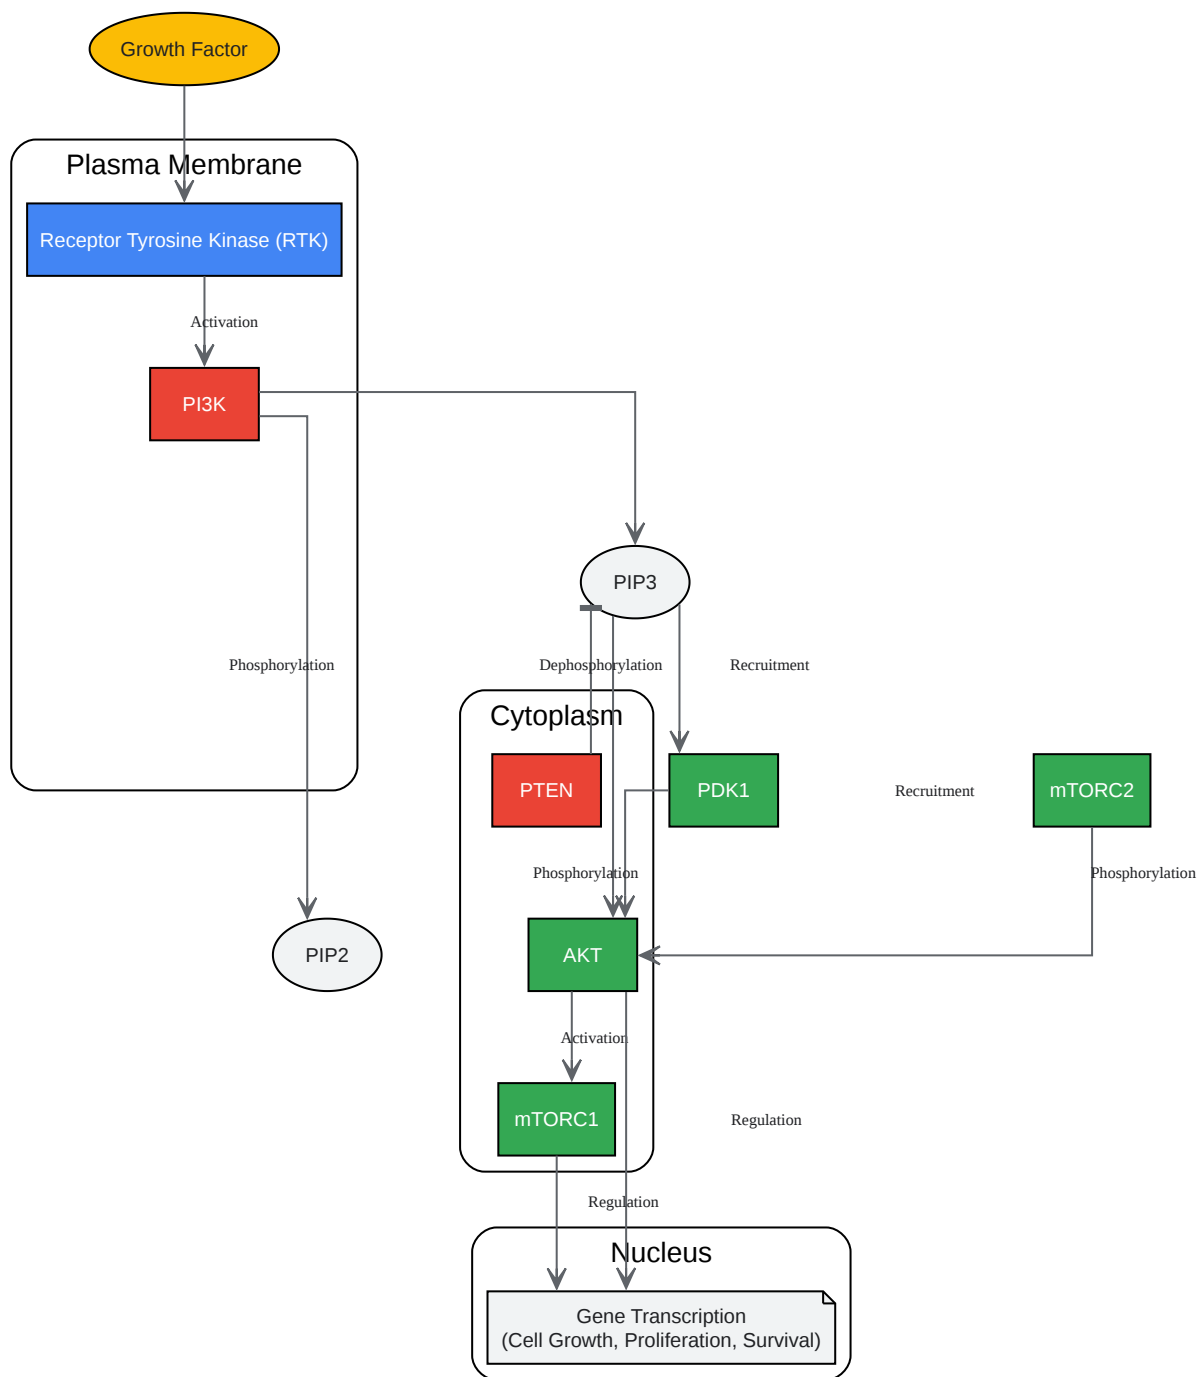 Growth Factor
Plasma Membrane
Receptor Tyrosine Kinase (RTK)
Activation
PI3K
PIP3
Phosphorylation
Dephosphorylation
Recruitment
Cytoplasm
PTEN
PDK1
Recruitment
mTORC2
Phosphorylation
Phosphorylation
PIP2
AKT
Activation
mTORC1
Regulation
Regulation
Nucleus
Gene Transcription
(Cell Growth, Proliferation, Survival)